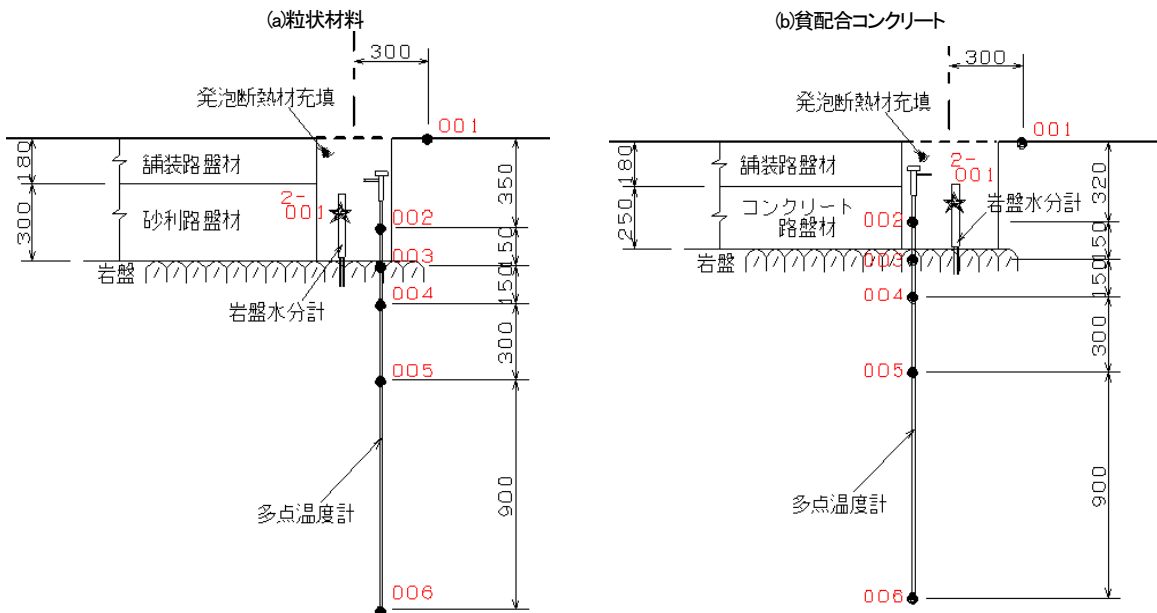 (a)粒状材料
300
発泡断熱材充填
001
180
舗装路盤材
350
2-
001
300
砂利路盤材
002
150
003
岩盤
150
004
岩盤水分計
300
005
900
多点温度計
006
(b)貧配合コンクリート
300
発泡断熱材充填
001
180
舗装路盤材
2-
001
320
250
コンクリート
路盤材
002
岩盤水分計
150
岩盤
003
150
004
300
005
900
多点温度計
006